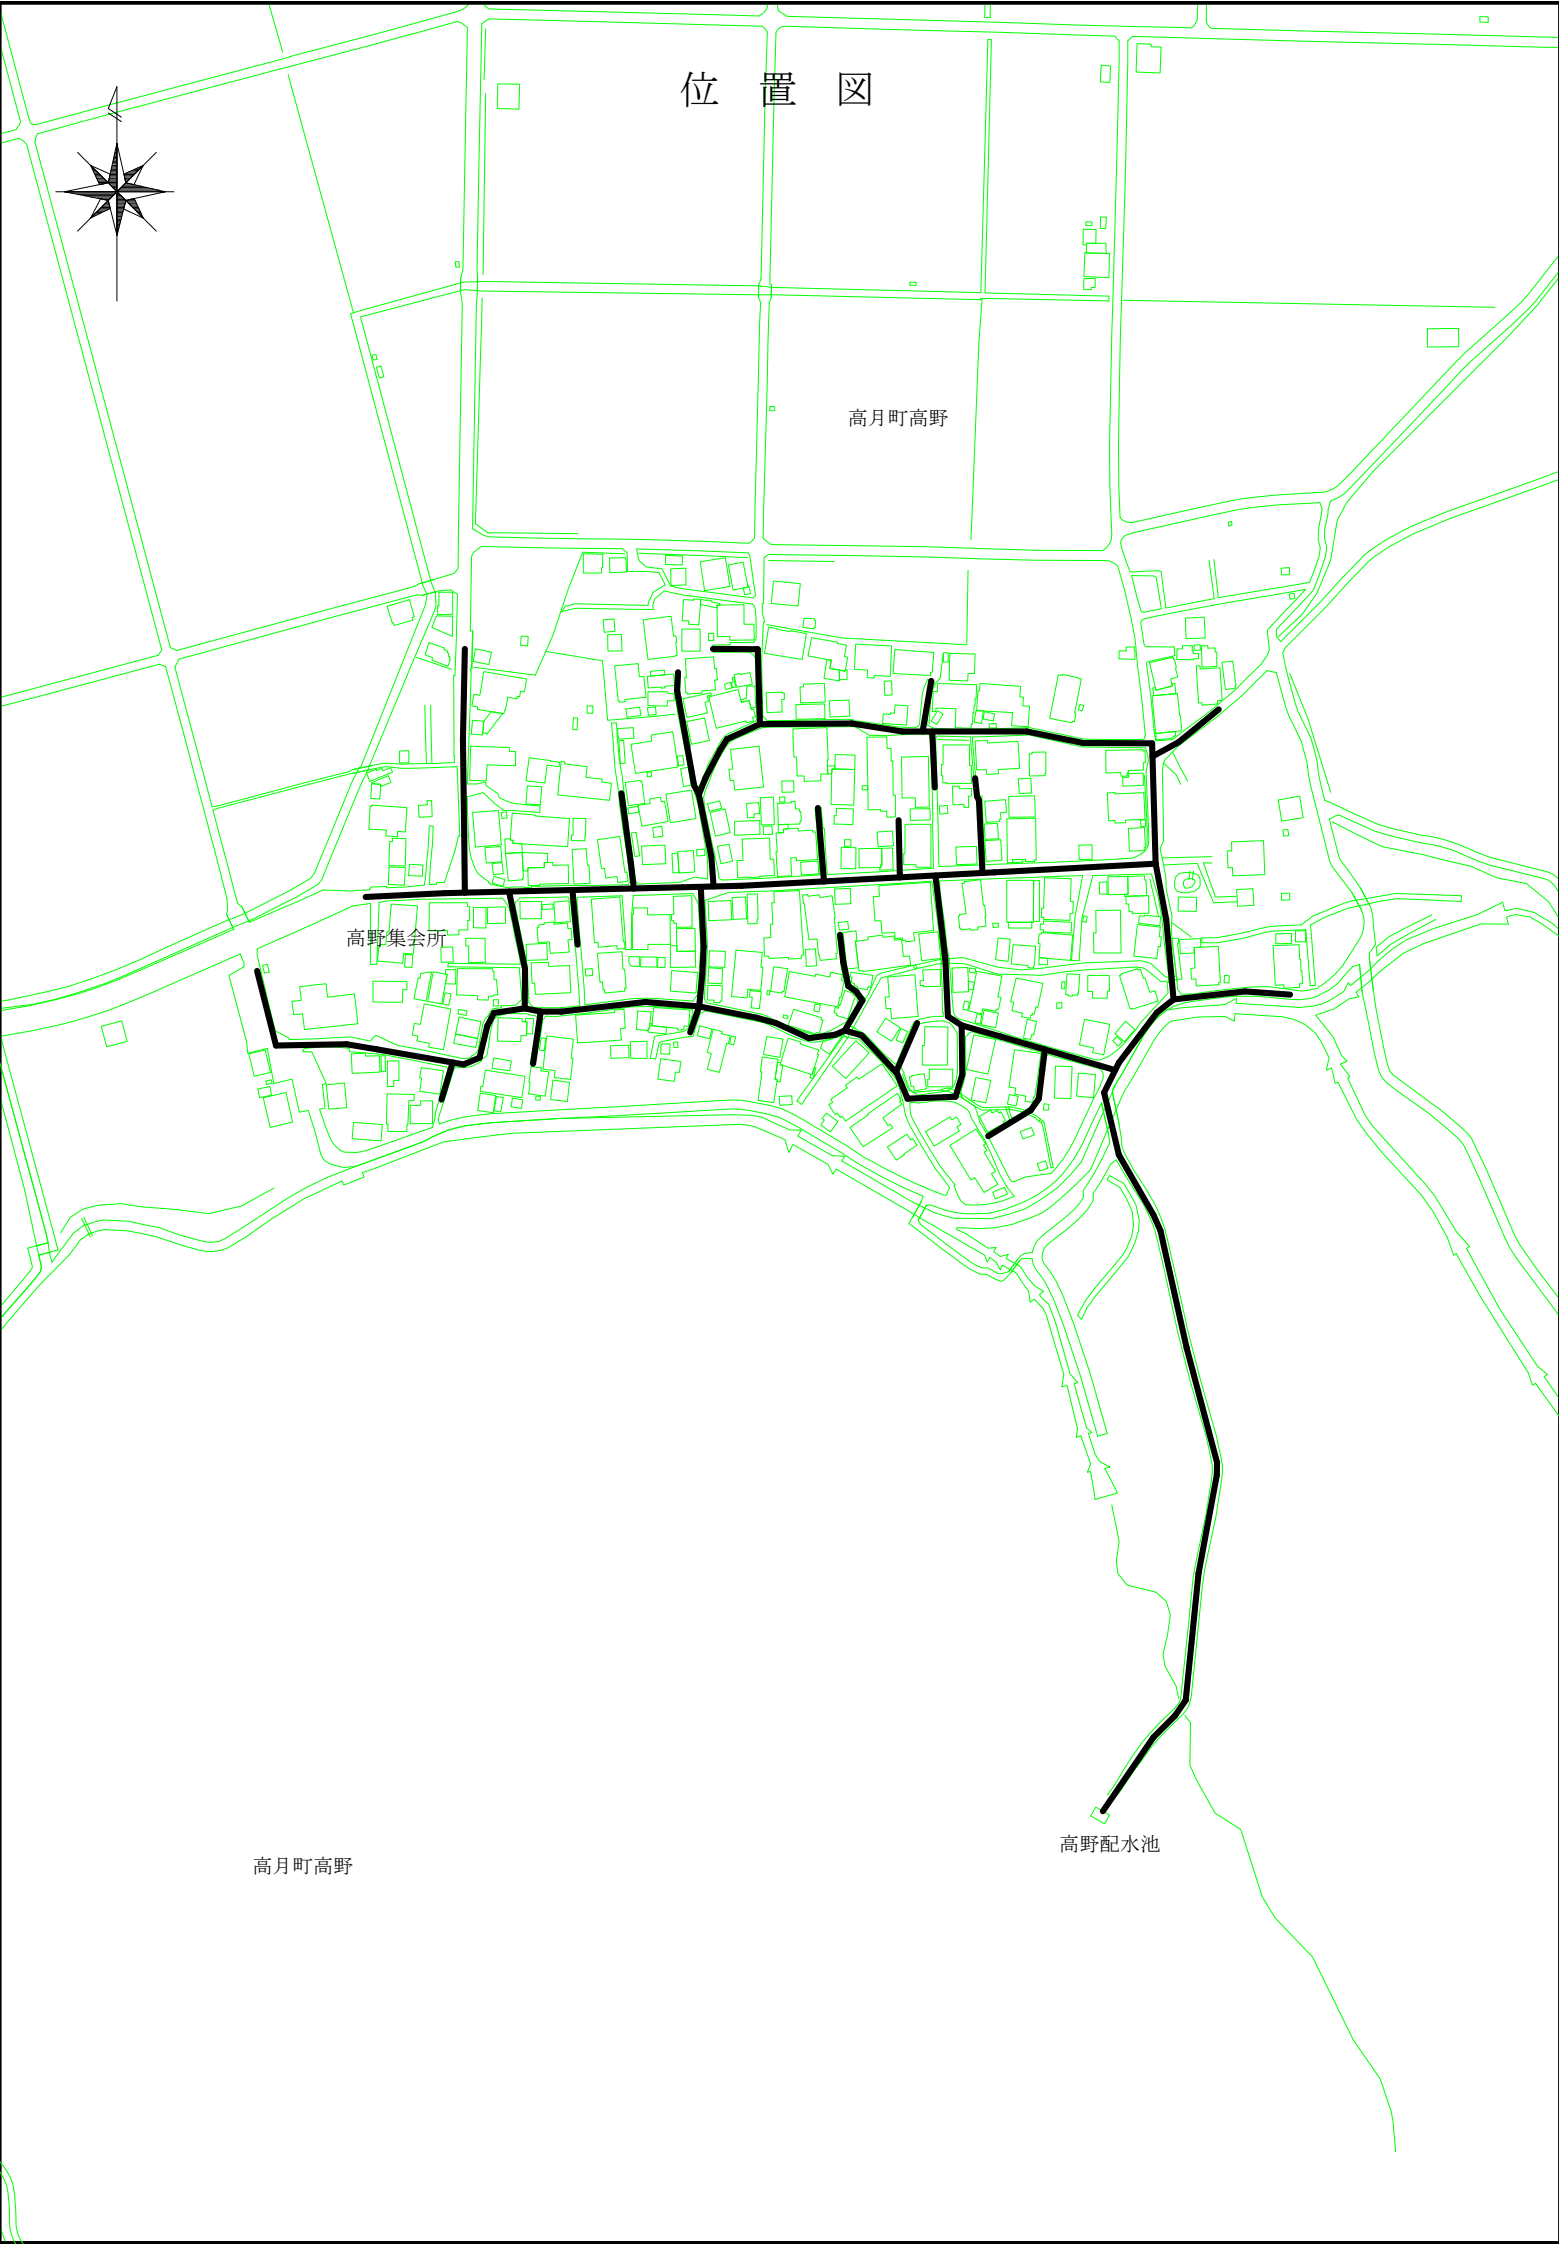 位 置 図
高月町高野
高野集会所
高野配水池
高月町高野